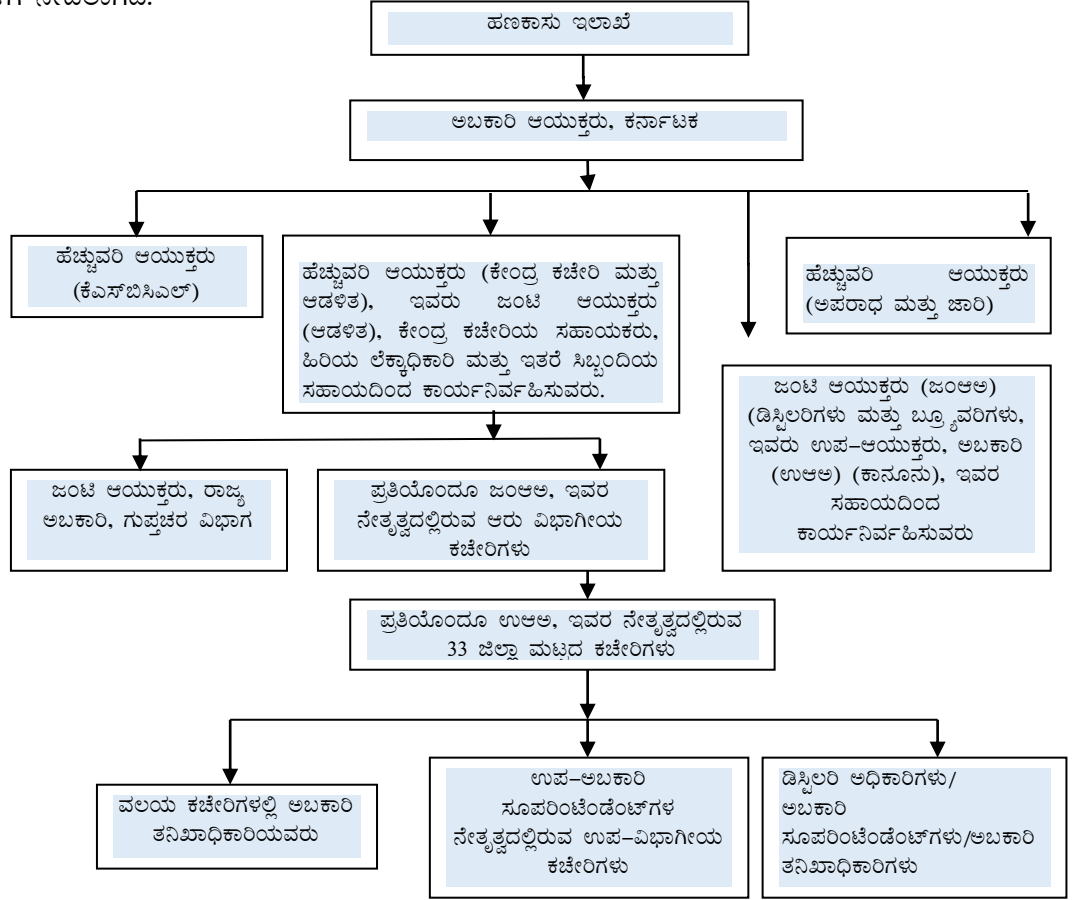 ಹಣಕಾಸು ಇಲಾಖೆ
ಅಬಕಾರಿ ಆಯುಕ್ತರು, ಕರ್ನಾಟಕ
ಹೆಚ್ಚುವರಿ ಆಯುಕ್ತರು
(ಕೆಎಸ್‌ಬಿಸಿಎಲ್)
ಹೆಚ್ಚುವರಿ ಆಯುಕ್ತರು (ಕೇಂದ್ರ ಕಚೇರಿ ಮತ್ತು
ಆಡಳಿತ), ಇವರು ಜಂಟಿ ಆಯುಕ್ತರು
(ಆಡಳಿತ), ಕೇಂದ್ರ ಕಚೇರಿಯ ಸಹಾಯಕರು,
ಹಿರಿಯ ಲೆಕ್ಕಾಧಿಕಾರಿ ಮತ್ತು ಇತರೆ ಸಿಬ್ಬಂದಿಯ
ಸಹಾಯದಿಂದ ಕಾರ್ಯನಿರ್ವಹಿಸುವರು.
ಹೆಚ್ಚುವರಿ ಆಯುಕ್ತರು
(ಅಪರಾಧ ಮತ್ತು ಜಾರಿ)
ಜಂಟಿ ಆಯುಕ್ತರು (ಜಂಆಅ)
(ಡಿಸ್ಟಿಲರಿಗಳು ಮತ್ತು ಬ್ರ್ಯೂವರಿಗಳು,
ಇವರು ಉಪ–ಆಯುಕ್ತರು, ಅಬಕಾರಿ
(ಉಆಅ) (ಕಾನೂನು), ಇವರ
ಸಹಾಯದಿಂದ
ಕಾರ್ಯನಿರ್ವಹಿಸುವರು
ಜಂಟಿ ಆಯುಕ್ತರು, ರಾಜ್ಯ
ಅಬಕಾರಿ, ಗುಪ್ತಚರ ವಿಭಾಗ
ಪ್ರತಿಯೊಂದೂ ಜಂಆಅ, ಇವರ
ನೇತೃತ್ವದಲ್ಲಿರುವ ಆರು ವಿಭಾಗೀಯ
ಕಚೇರಿಗಳು
ಪ್ರತಿಯೊಂದೂ ಉಆಅ, ಇವರ ನೇತೃತ್ವದಲ್ಲಿರುವ
33 ಜಿಲ್ಲಾ ಮಟ್ಟದ ಕಚೇರಿಗಳು
ವಲಯ ಕಚೇರಿಗಳಲ್ಲಿ ಅಬಕಾರಿ
ತನಿಖಾಧಿಕಾರಿಯವರು
ಉಪ–ಅಬಕಾರಿ
ಸೂಪರಿಂಟೆಂಡೆಂಟ್‌ಗಳ
ನೇತೃತ್ವದಲ್ಲಿರುವ ಉಪ–ವಿಭಾಗೀಯ
ಕಚೇರಿಗಳು
ಡಿಸ್ಟಿಲರಿ ಅಧಿಕಾರಿಗಳು/
ಅಬಕಾರಿ
ಸೂಪರಿಂಟೆಂಡೆಂಟ್‌ಗಳು/ಅಬಕಾರಿ
ತನಿಖಾಧಿಕಾರಿಗಳು